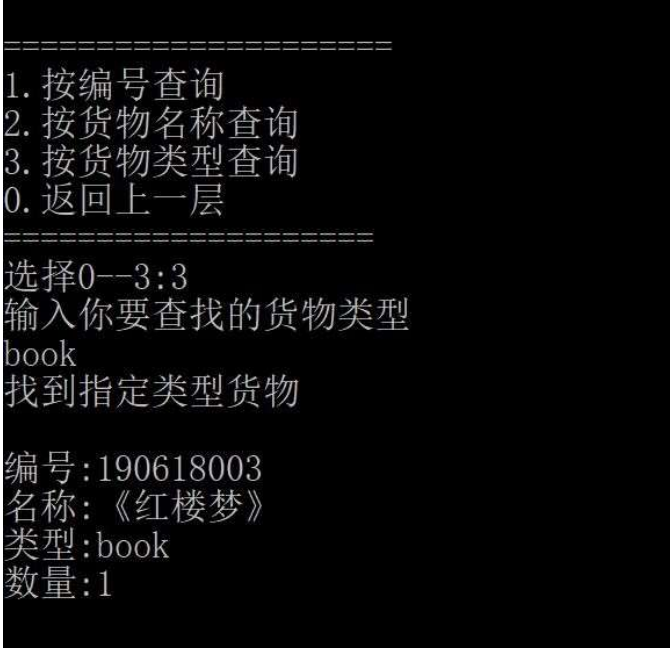 =====================
1.按编号查询
2.按货物名称查询
3.按货物类型查询
0.返回上一层
====================
选择0--3:3
输入你要查找的货物类型
book
找到指定类型货物
编号:190618003
名称:《红楼梦》
类型:book
数量:1